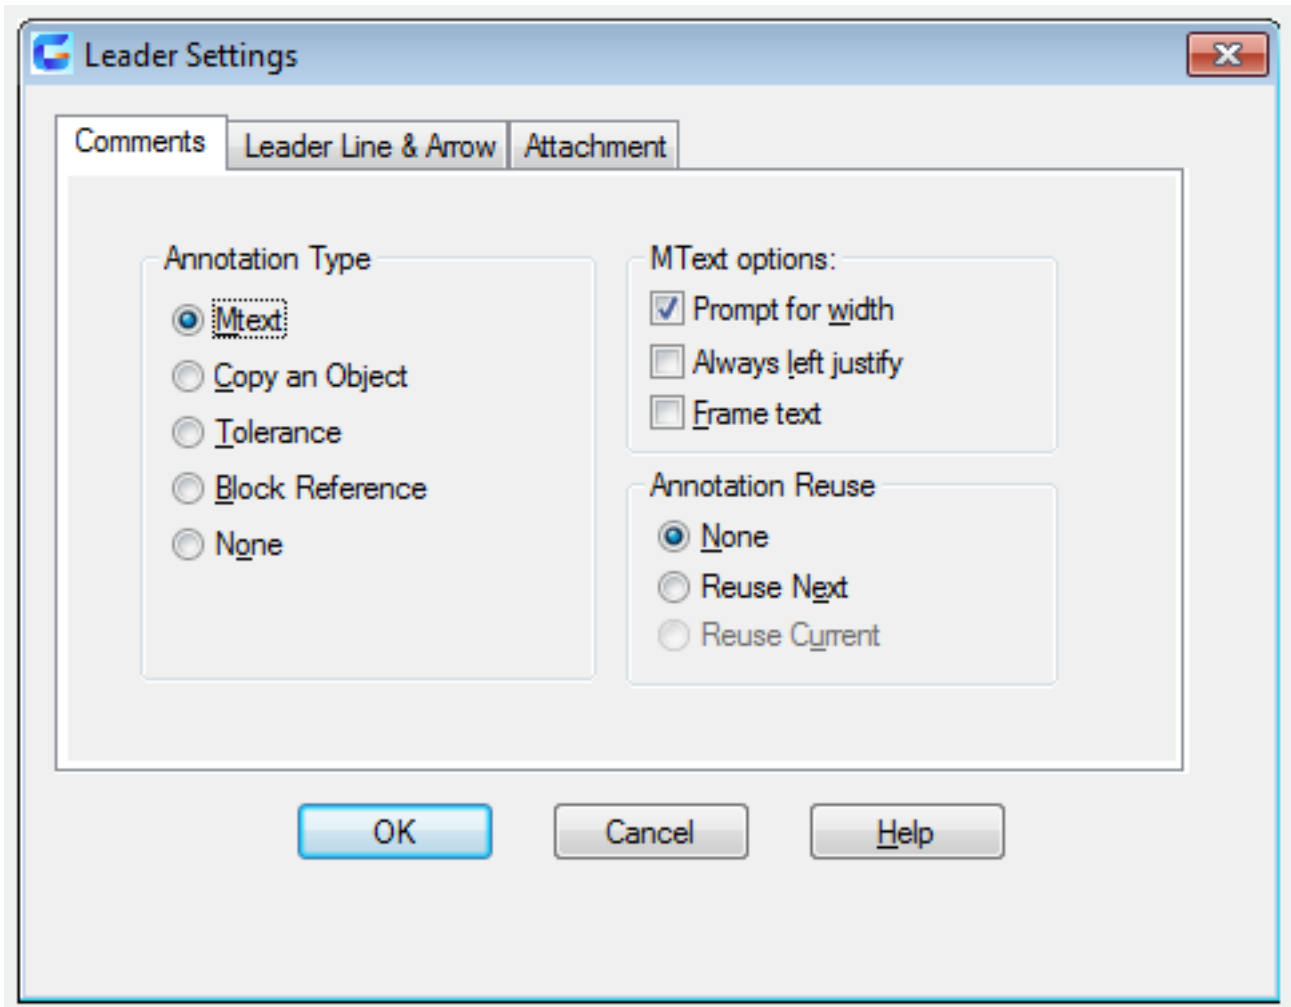 Leader Settings
Comments
Leader Line & Arrow
Attachment
Annotation Type
Mtext
Copy an Object
Tolerance
Block Reference
None
MText options:
Prompt for width
Always left justify
Frame text
Annotation Reuse
None
Reuse Next
Reuse Current
OK
Cancel
Help